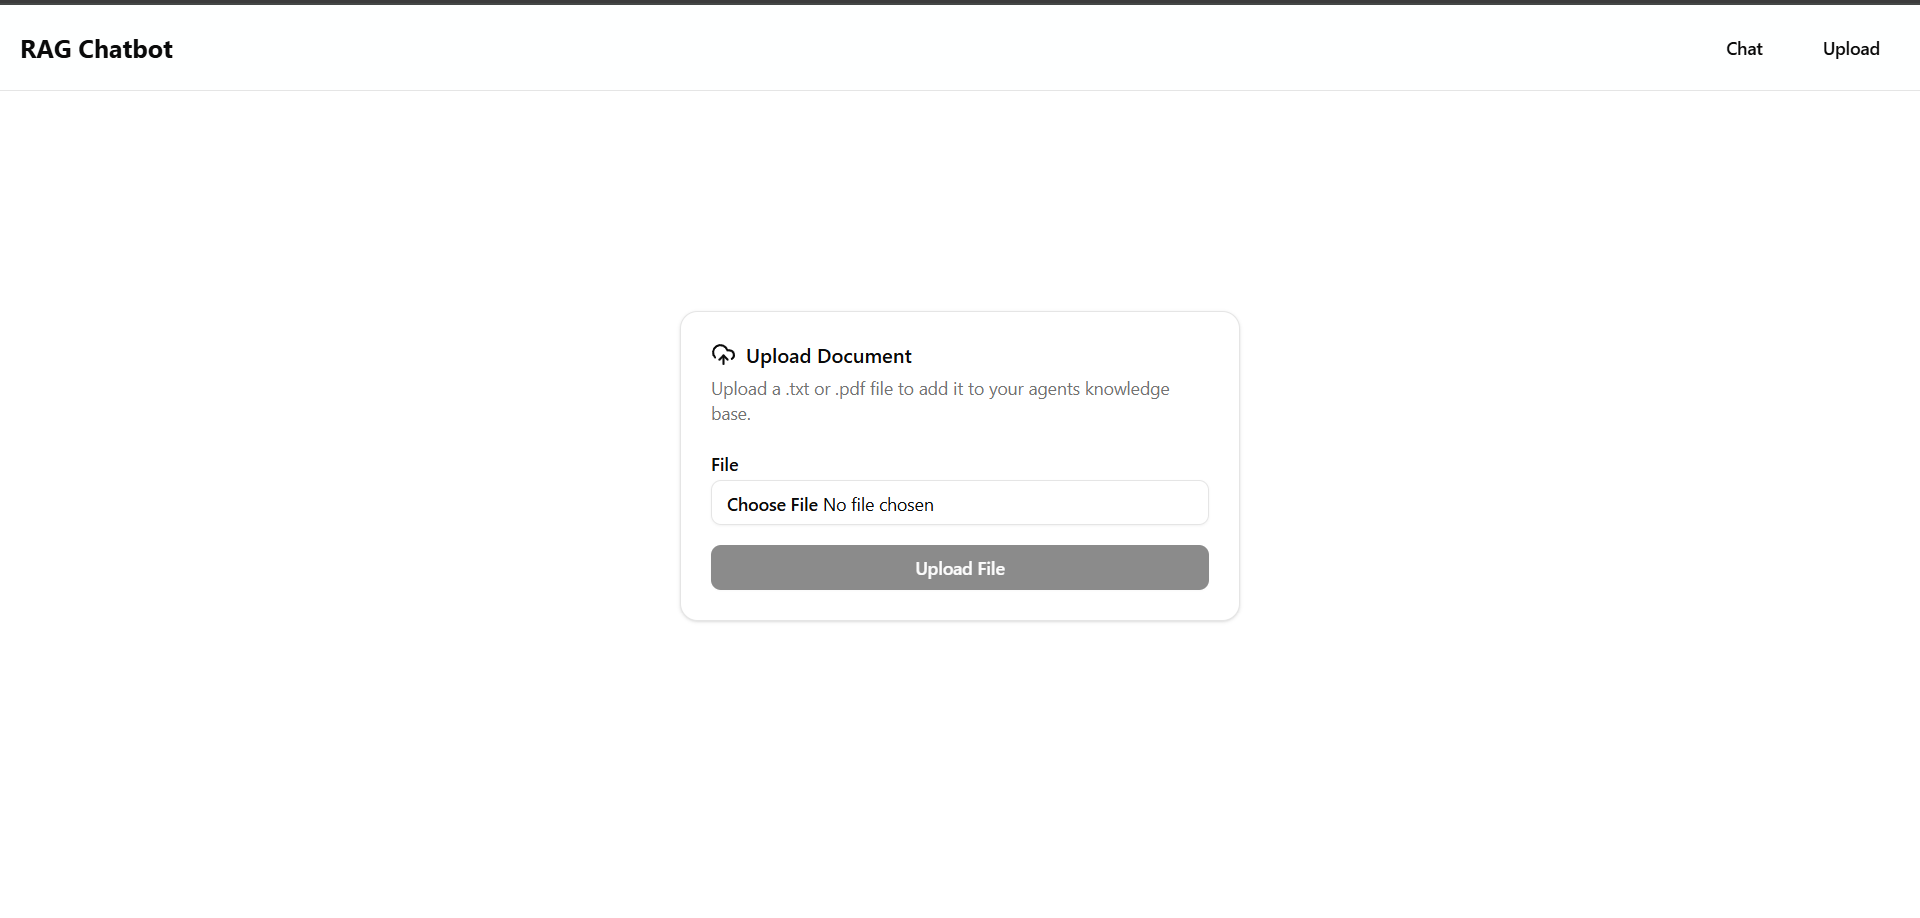 RAG Chatbot
Chat
Upload
Upload Document
Upload a .txt or .pdf file to add it to your agents knowledge
base.
File
Choose File No file chosen
Upload File